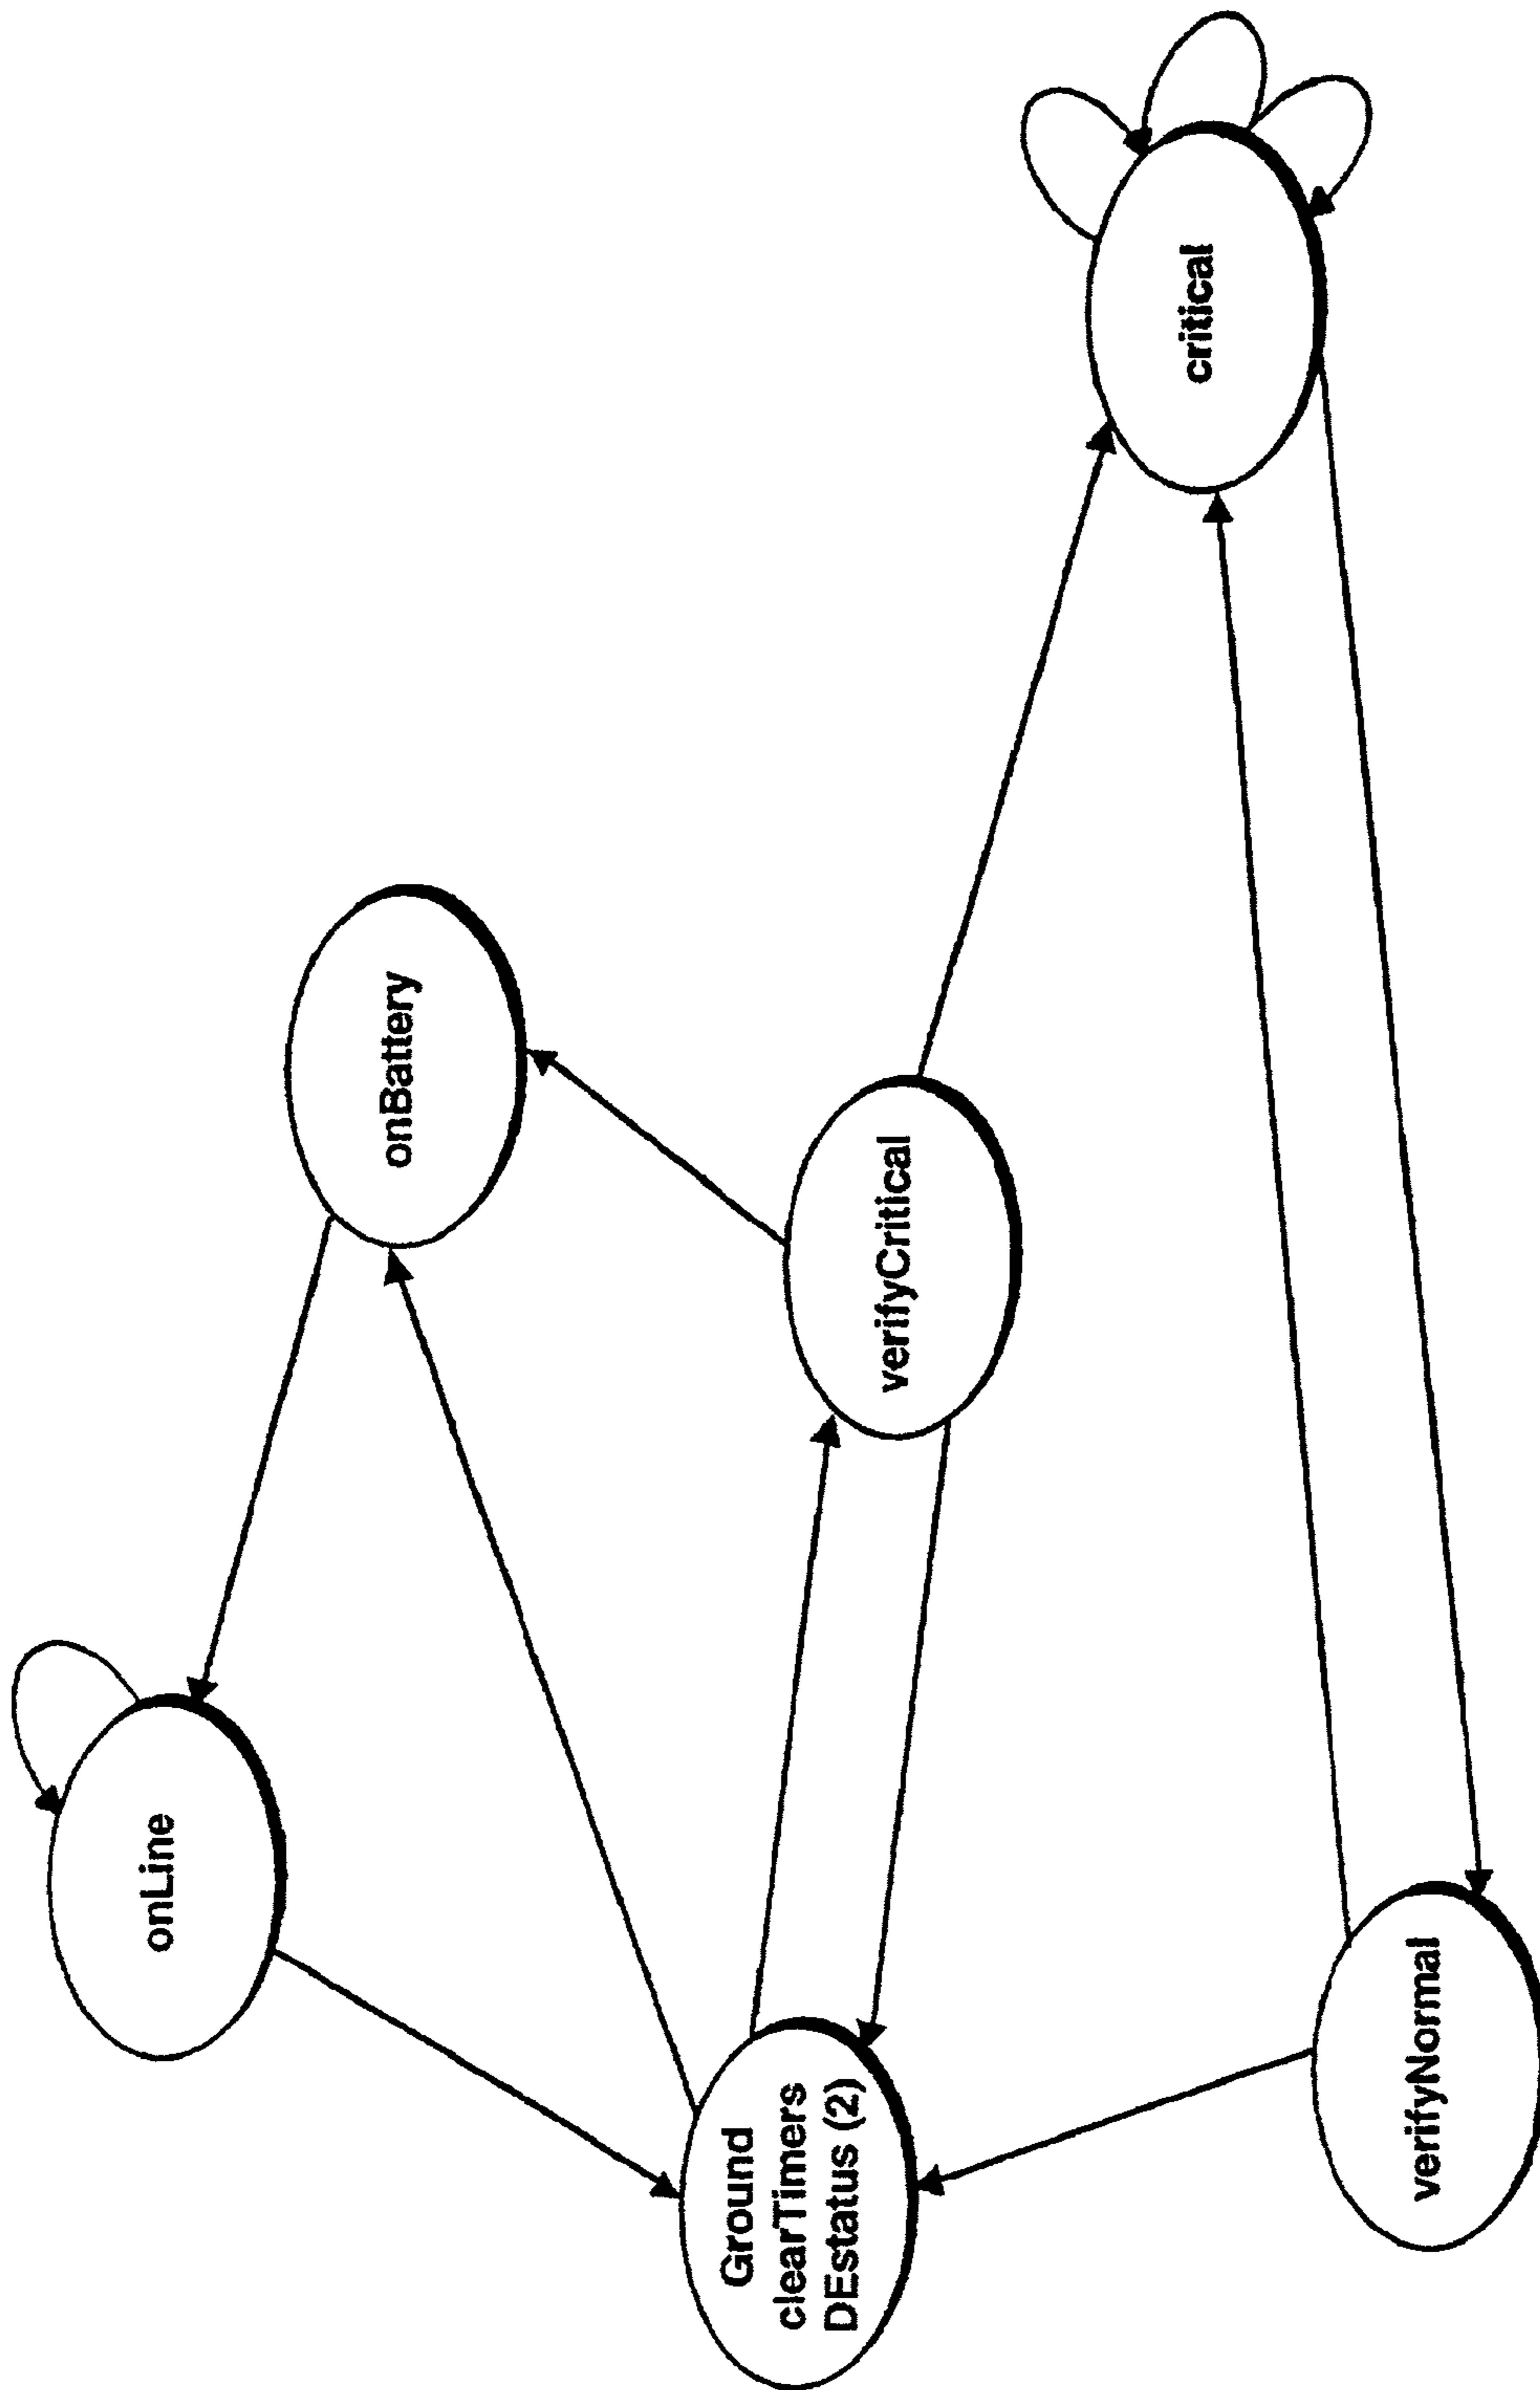 onLine
onBattery
Ground
clearTimers
DEstatus (2)
verifyCritical
critical
verifyNormal